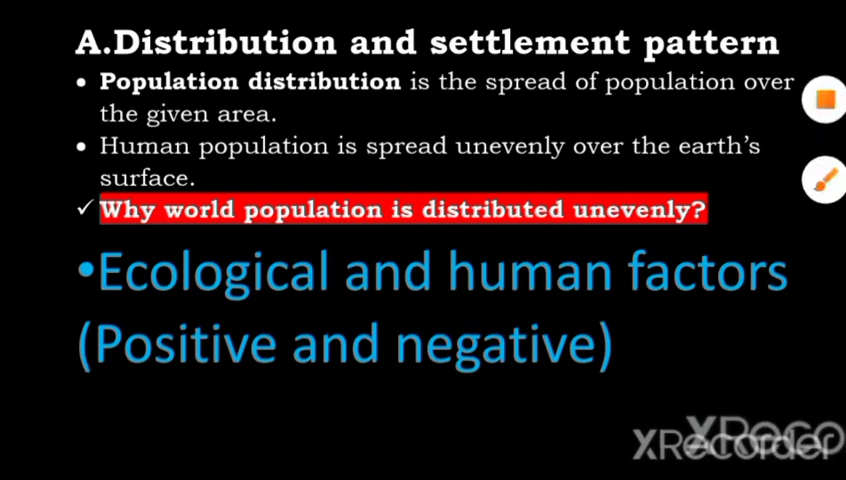 A.Distribution and settlement pattern
• Population distribution is the spread of population over
the given area.
• Human population is spread unevenly over the earth's
surface.
✓ Why world population is distributed unevenly?
•Ecological and human factors
(Positive and negative)
XReco
XRecorder